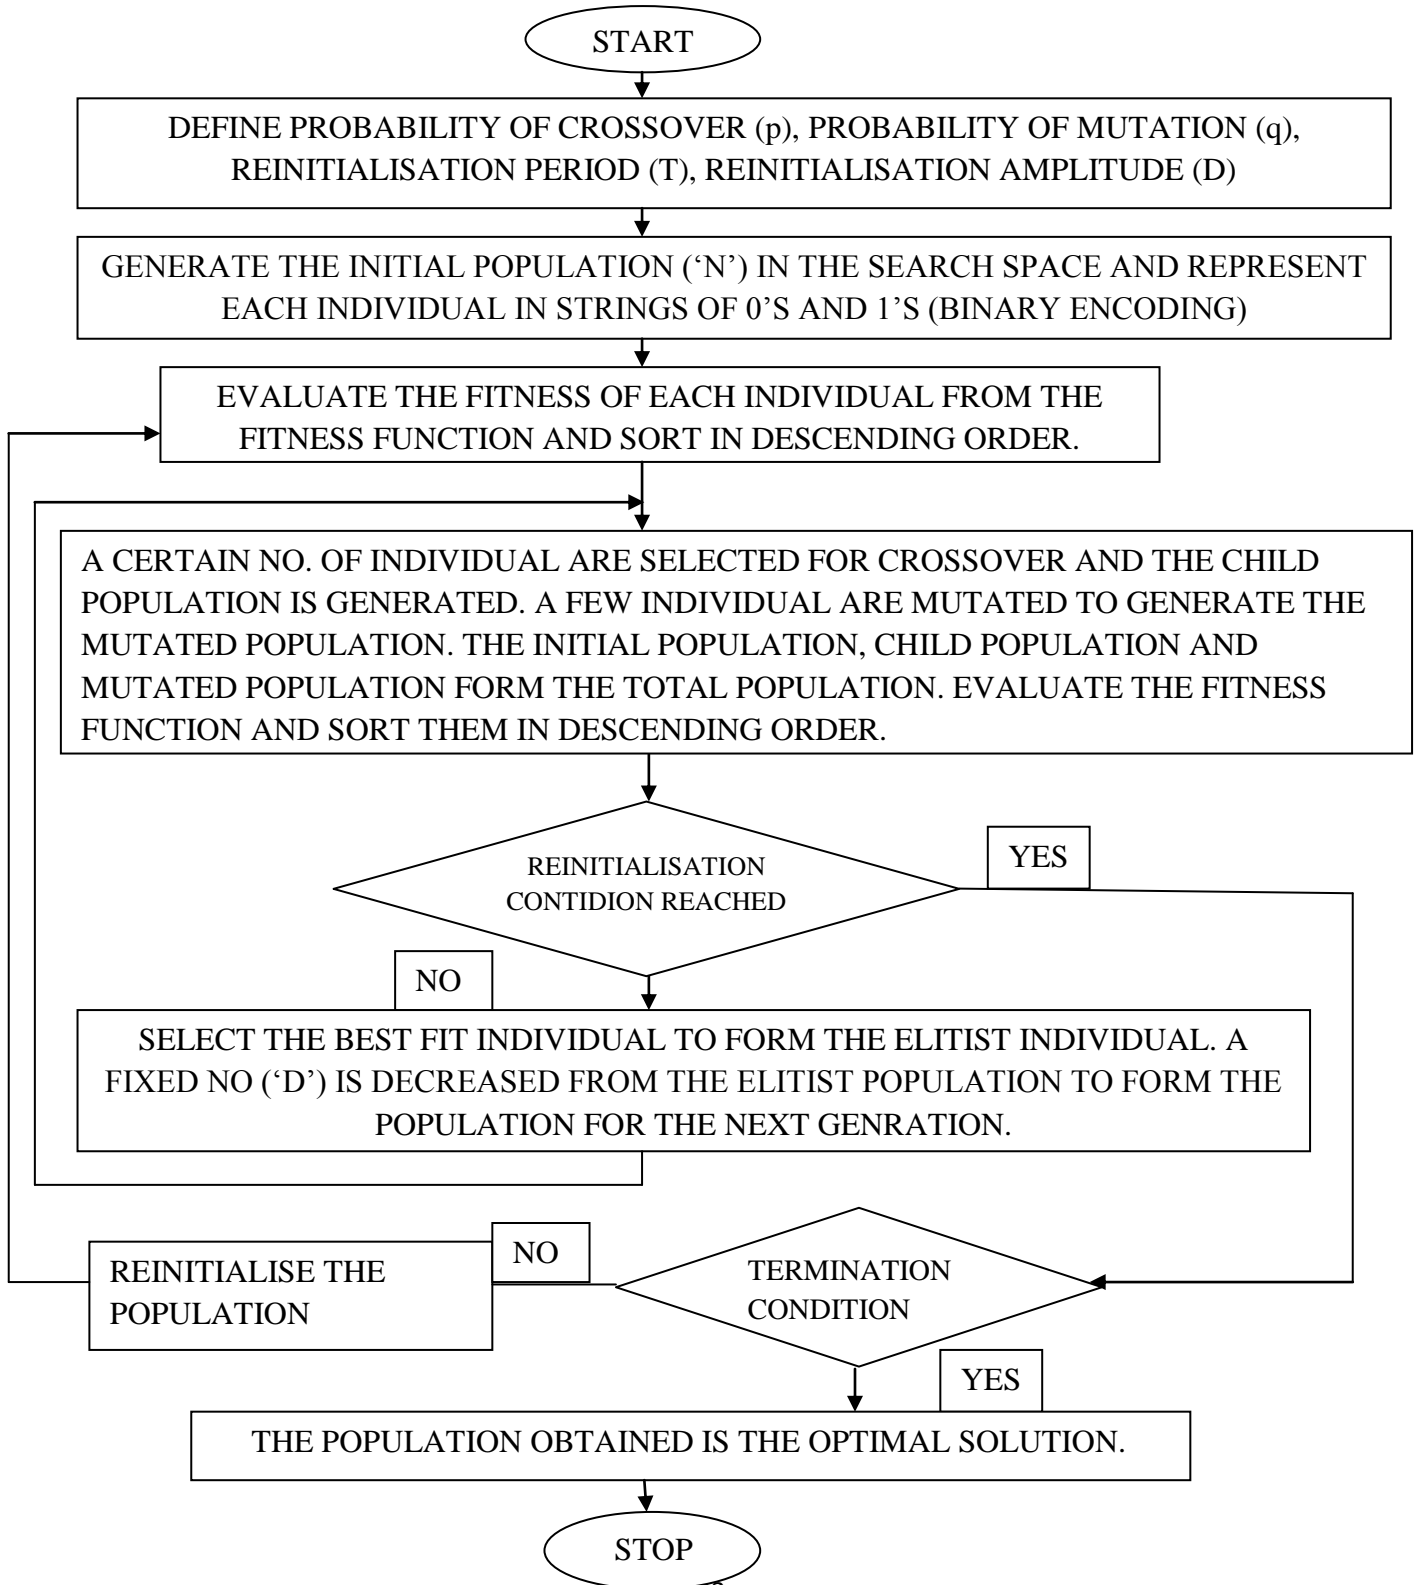 START
DEFINE PROBABILITY OF CROSSOVER (p), PROBABILITY OF MUTATION (q),
REINITIALISATION PERIOD (T), REINITIALISATION AMPLITUDE (D)
GENERATE THE INITIAL POPULATION (‘N’) IN THE SEARCH SPACE AND REPRESENT
EACH INDIVIDUAL IN STRINGS OF 0’S AND 1’S (BINARY ENCODING)
EVALUATE THE FITNESS OF EACH INDIVIDUAL FROM THE
FITNESS FUNCTION AND SORT IN DESCENDING ORDER.
A CERTAIN NO. OF INDIVIDUAL ARE SELECTED FOR CROSSOVER AND THE CHILD
POPULATION IS GENERATED. A FEW INDIVIDUAL ARE MUTATED TO GENERATE THE
MUTATED POPULATION. THE INITIAL POPULATION, CHILD POPULATION AND
MUTATED POPULATION FORM THE TOTAL POPULATION. EVALUATE THE FITNESS
FUNCTION AND SORT THEM IN DESCENDING ORDER.
REINITIALISATION
CONTIDION REACHED
YES
NO
SELECT THE BEST FIT INDIVIDUAL TO FORM THE ELITIST INDIVIDUAL. A
FIXED NO (‘D’) IS DECREASED FROM THE ELITIST POPULATION TO FORM THE
POPULATION FOR THE NEXT GENRATION.
REINITIALISE THE
POPULATION
NO
TERMINATION
CONDITION
YES
THE POPULATION OBTAINED IS THE OPTIMAL SOLUTION.
STOP